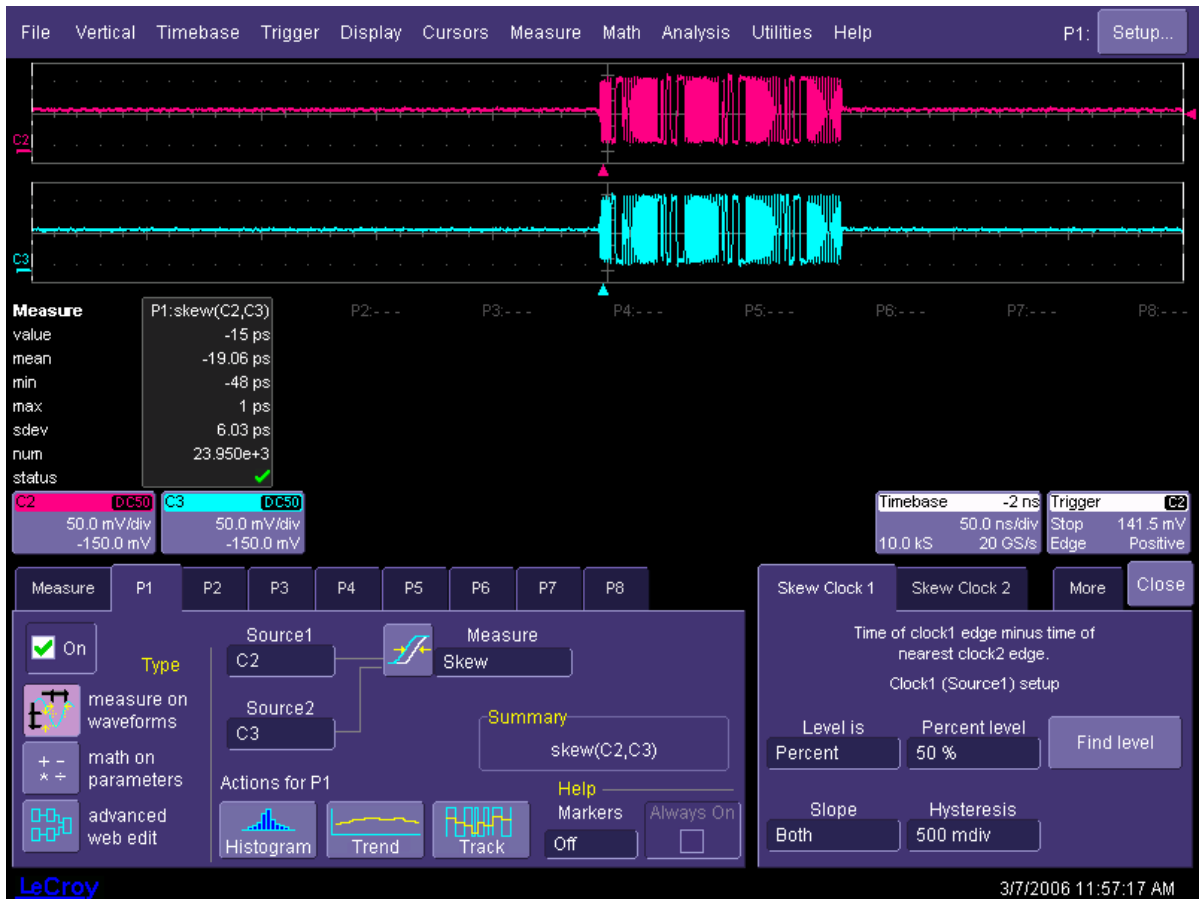 File Vertical Timebase Trigger Display Cursors Measure Math Analysis Utilities Help P1: Setup...
C2
C3
Measure P1:skew(C2,C3) P2:- - - P3:- - - P4:- - - P5:- - - P6:- - - P7:- - - P8:- - -
value -15 ps
mean -19.06 ps
min -48 ps
max 1 ps
sdev 6.03 ps
num 23.950e+3
status
C2 DC50 C3 DC50 Timebase -2 ns Trigger C2
50.0 mV/div 50.0 mV/div 50.0 ns/div Stop 141.5 mV
-150.0 mV -150.0 mV 10.0 kS 20 GS/s Edge Positive
Measure P1 P2 P3 P4 P5 P6 P7 P8 Skew Clock 1 Skew Clock 2 More Close
On
Type
measure on
waveforms
math on
parameters
advanced
web edit
Source1
C2
Source2
C3
Measure
Skew
Summary
skew(C2,C3)
Actions for P1
Histogram Trend Track
Help
Markers
Off
Always On
Time of clock1 edge minus time of
nearest clock2 edge.
Clock1 (Source1) setup
Level is Percent level
Percent 50 % Find level
Slope Hysteresis
Both 500 mdiv
LeCroy 3/7/2006 11:57:17 AM